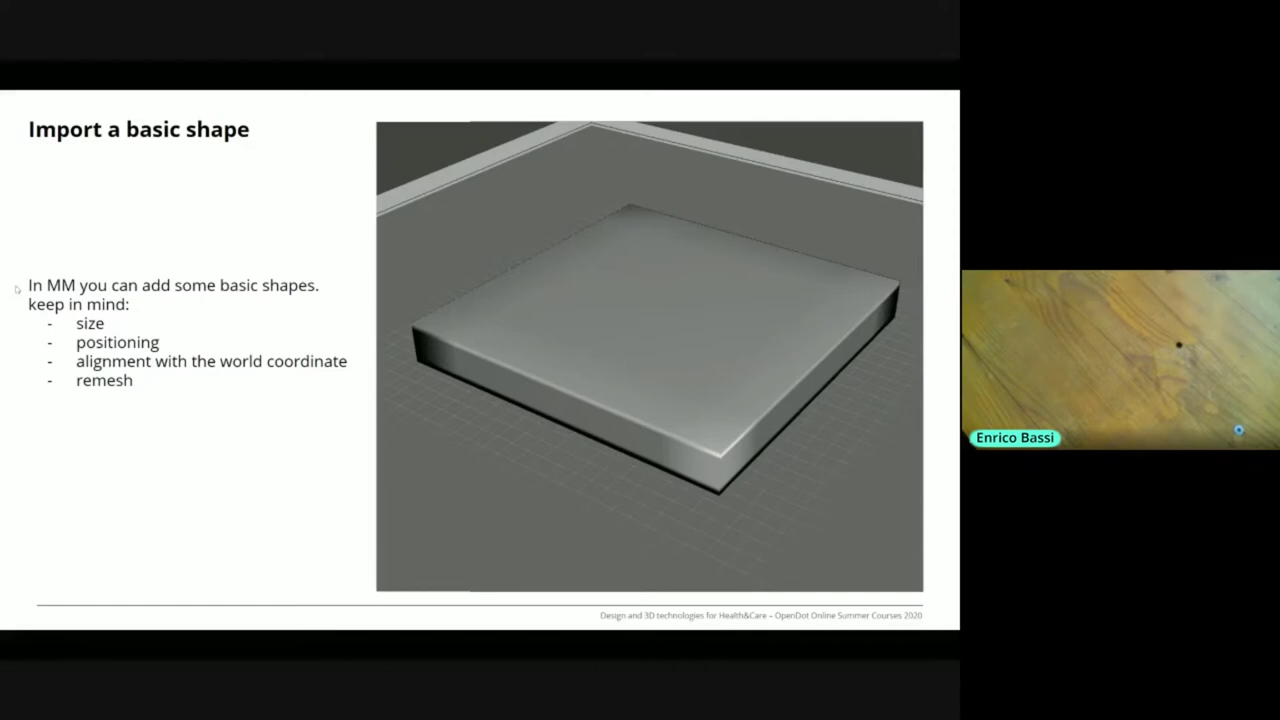 Import a basic shape
In MM you can add some basic shapes.
keep in mind:
- size
- positioning
- alignment with the world coordinate
- remesh
Enrico Bassi
Design and 3D technologies for Health&Care – OpenDot Online Summer Courses 2020